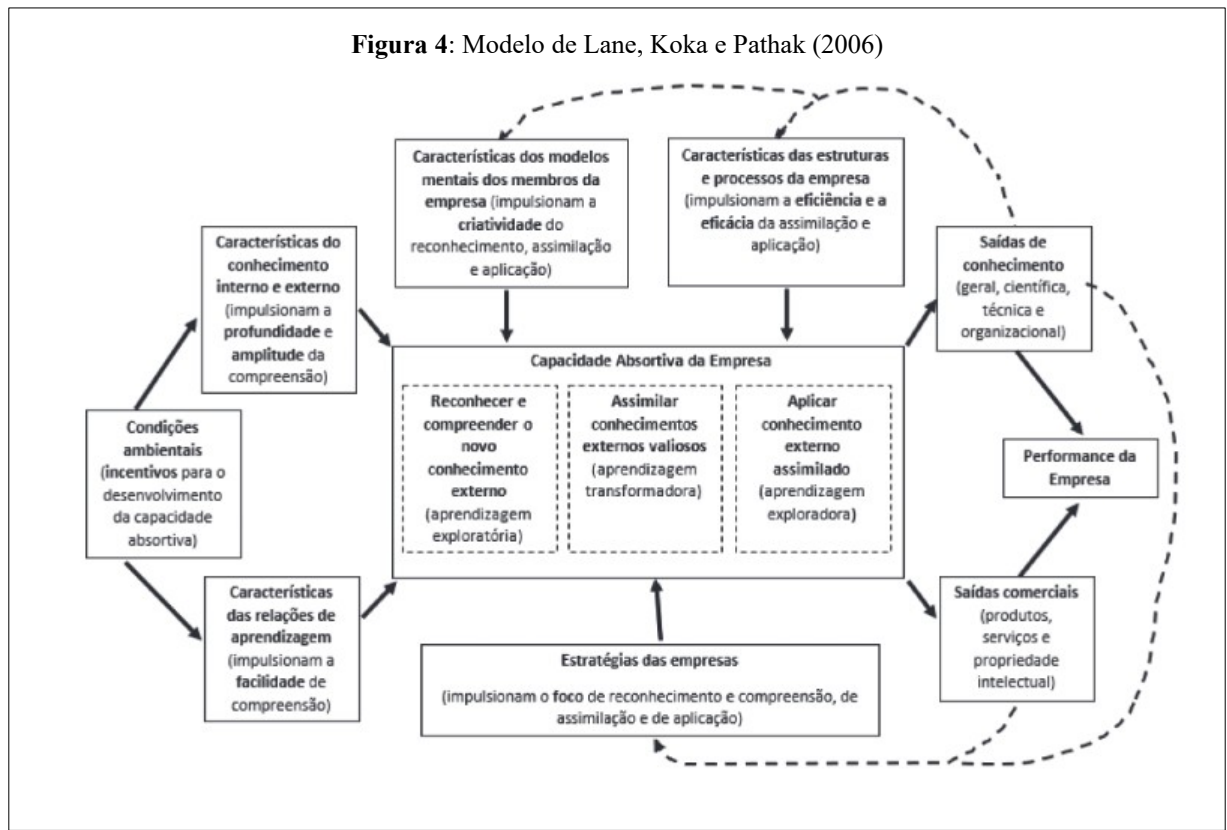 Figura 4: Modelo de Lane, Koka e Pathak (2006)
Características dos modelos
mentais dos membros da
empresa (impulsionam a
criatividade do
reconhecimento, assimilação
e aplicação)
Características das estruturas
e processos da empresa
(impulsionam a eficiência e a
eficácia da assimilação e
aplicação)
Características do
conhecimento
interno e externo
(impulsionam a
profundidade e
amplitude da
compreensão)
Saídas de
conhecimento
(geral, científica,
técnica e
organizacional)
Capacidade Absortiva da Empresa
Reconhecer e
compreender o
novo
conhecimento
externo
(aprendizagem
exploratória)
Assimilar
conhecimentos
externos valiosos
(aprendizagem
transformadora)
Aplicar
conhecimento
externo
assimilado
(aprendizagem
exploradora)
Condições
ambientais
(incentivos para o
desenvolvimento
da capacidade
absortiva)
Performance da
Empresa
Características
das relações de
aprendizagem
(impulsionam a
facilidade de
compreensão)
Estratégias das empresas
(impulsionam o foco de reconhecimento e compreensão, de
assimilação e de aplicação)
Saídas comerciais
(produtos,
serviços e
propriedade
intelectual)